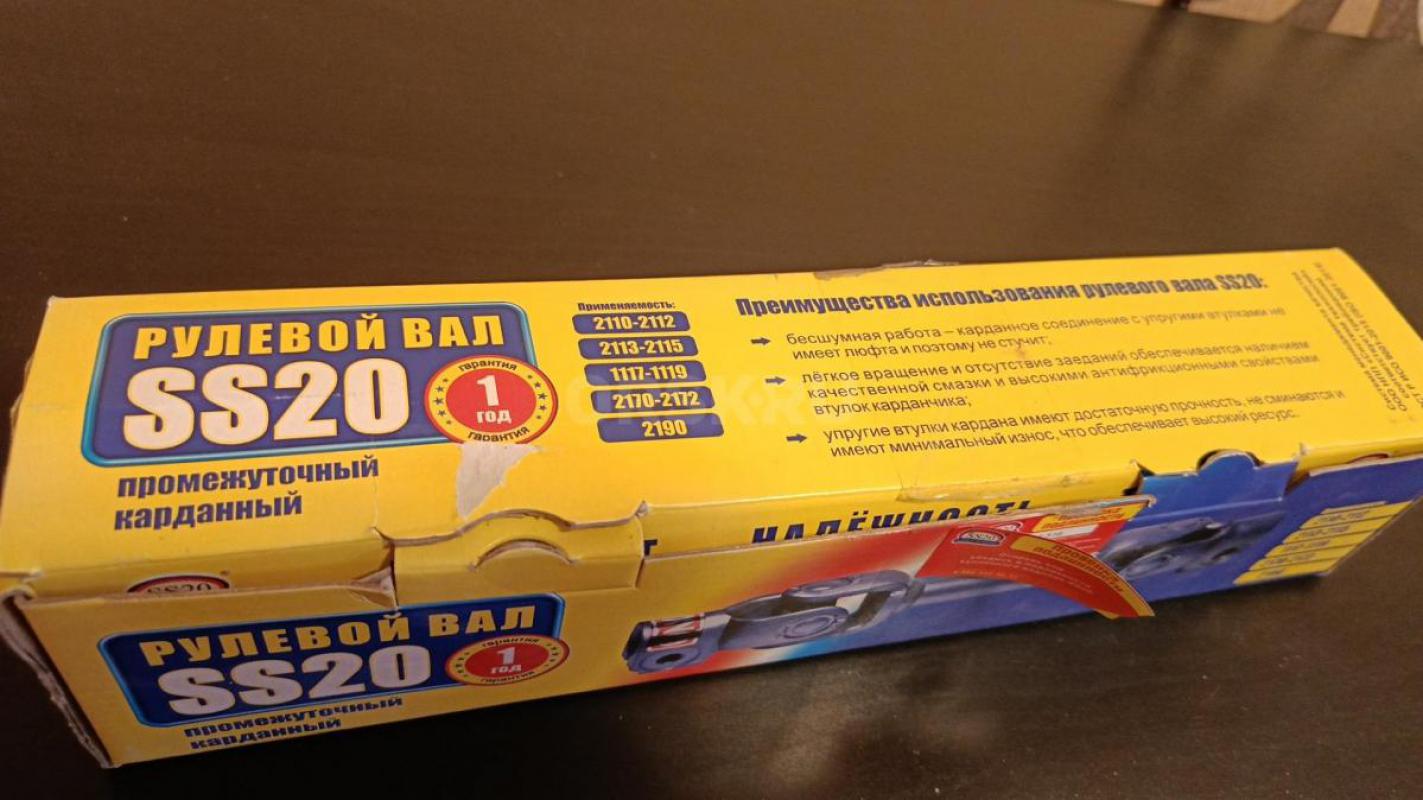 РУЛЕВОЙ ВАЛ
SS20
гарантия
1
ГОД
гарантия
промежуточный
карданный
Применяемость:
2110-2112
2113-2115
1117-1119
2170-2172
2190
Преимущества использования рулевого вала SS20:
бесшумная работа – карданное соединение с упругими втулками не
имеет люфта и поэтому не стучит;
лёгкое вращение и отсутствие заеданий обеспечивается наличием
качественной смазки и высокими антифрикционными свойствами
втулок карданчика;
упругие втулки кардана имеют достаточную прочность, не сминаются и
имеют минимальный износ, что обеспечивает высокий ресурс.
НАДЁЖНОСТЬ
SS20
РУЛЕВОЙ ВАЛ
SS20
гарантия
1
ГОД
гарантия
промежуточный
карданный
SS20